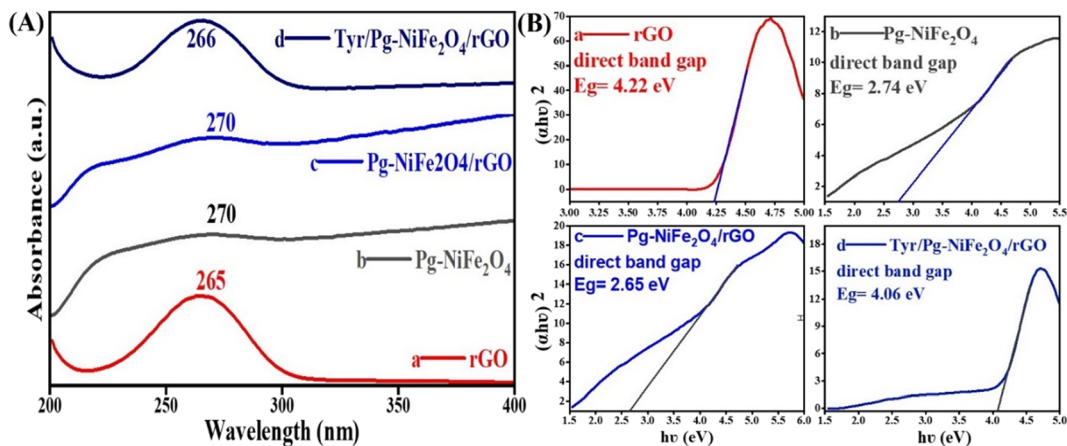 (A)
266
d Tyr/Pg-NiFe₂O₄/rGO
270
c Pg-NiFe2O4/rGO
270
b Pg-NiFe₂O₄
265
a rGO
Absorbance (a.u.)
200 250 300 350 400
Wavelength (nm)
(B)
70
60
50
40
30
20
10
0
(αhυ) 2
a rGO
direct band gap
Eg= 4.22 eV
3.00 3.25 3.50 3.75 4.00 4.25 4.50 4.75 5.00
12
10
8
6
4
2
b Pg-NiFe₂O₄
direct band gap
Eg= 2.74 eV
1.5 2.0 2.5 3.0 3.5 4.0 4.5 5.0 5.5
20
18
16
14
12
10
8
6
4
2
(αhυ) 2
c Pg-NiFe₂O₄/rGO
direct band gap
Eg= 2.65 eV
1.5 2.0 2.5 3.0 3.5 4.0 4.5 5.0 5.5 6.0
hυ (eV)
18
15
12
9
6
3
0
d Tyr/Pg-NiFe₂O₄/rGO
direct band gap
Eg= 4.06 eV
1.5 2.0 2.5 3.0 3.5 4.0 4.5 5.0
hυ (eV)